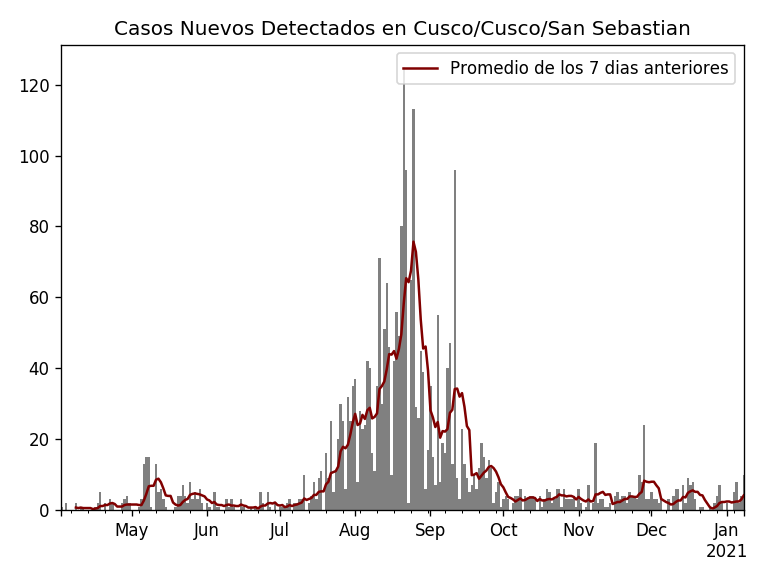 Casos Nuevos Detectados en Cusco/Cusco/San Sebastian
Promedio de los 7 dias anteriores
120
100
80
60
40
20
0
May Jun Jul Aug Sep Oct Nov Dec Jan
2021